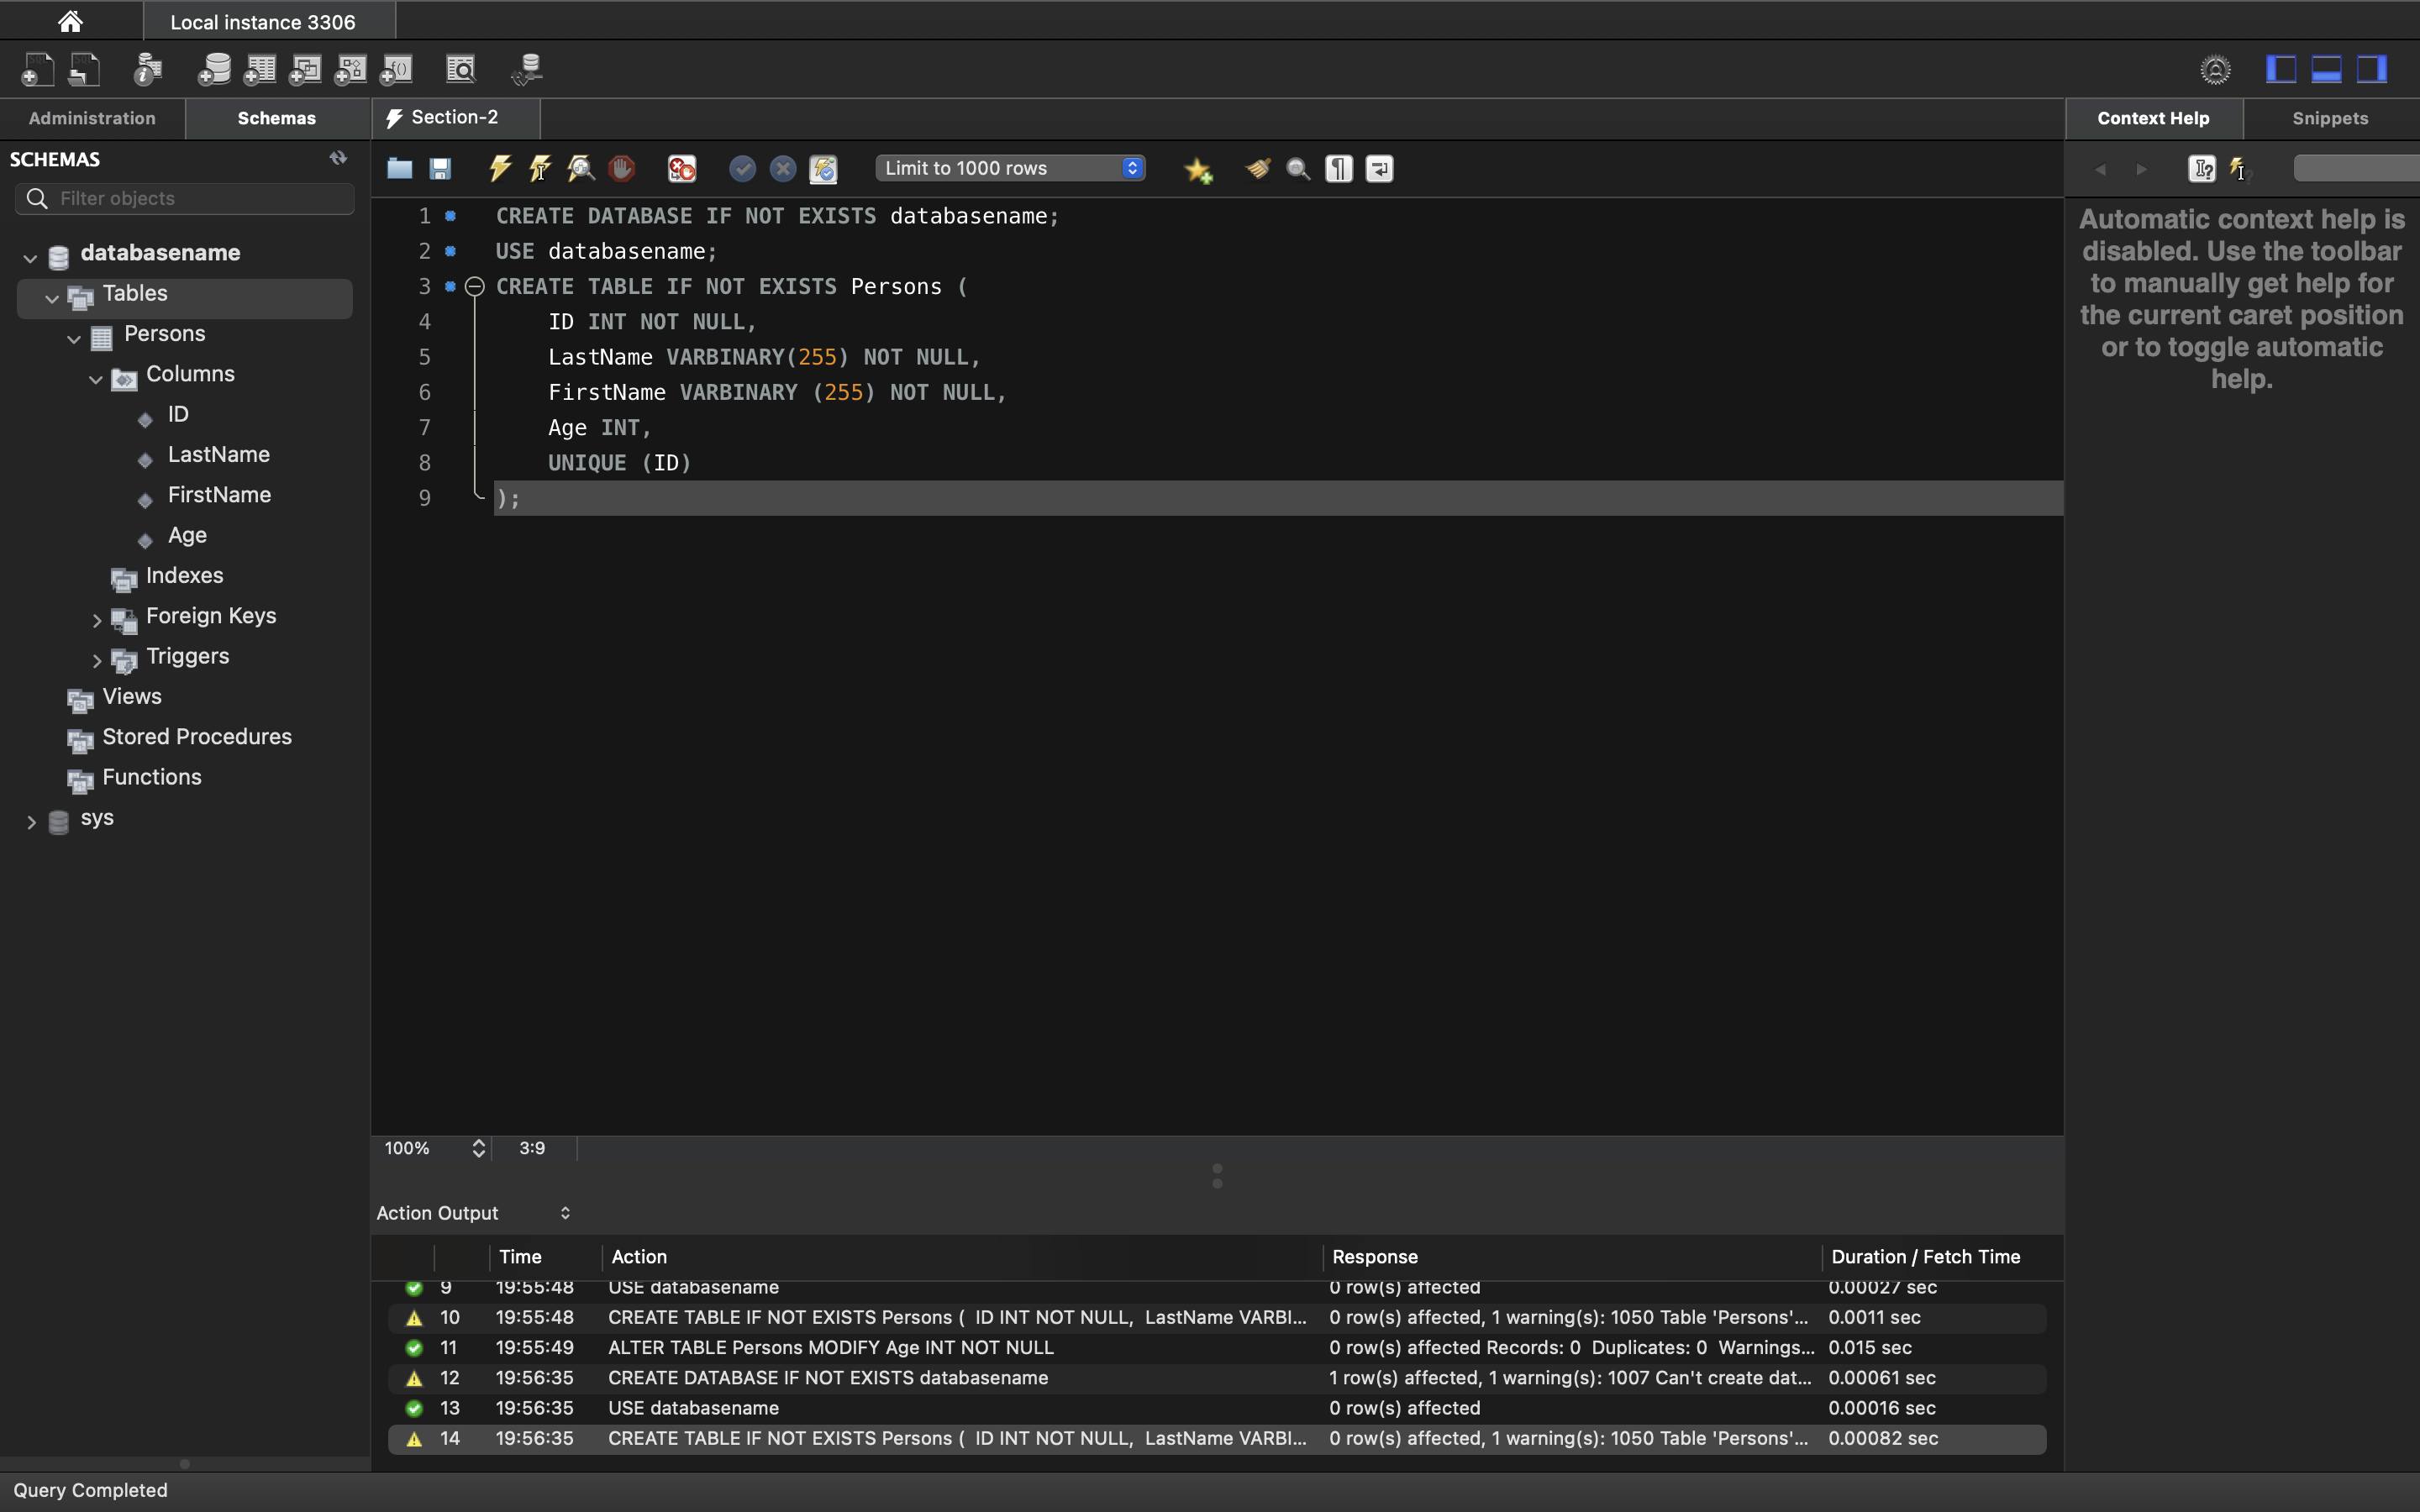 Local instance 3306
Administration
Schemas
Section-2
Context Help
Snippets
SCHEMAS
Filter objects
Limit to 1000 rows
databasename
Tables
Persons
Columns
ID
LastName
FirstName
Age
Indexes
Foreign Keys
Triggers
Views
Stored Procedures
Functions
sys
1 CREATE DATABASE IF NOT EXISTS databasename;
2 USE databasename;
3 CREATE TABLE IF NOT EXISTS Persons (
4 ID INT NOT NULL,
5 LastName VARBINARY(255) NOT NULL,
6 FirstName VARBINARY (255) NOT NULL,
7 Age INT,
8 UNIQUE (ID)
9 );
Automatic context help is
disabled. Use the toolbar
to manually get help for
the current caret position
or to toggle automatic
help.
100% 3:9
Action Output
Time Action Response Duration / Fetch Time
9 19:55:48 USE databasename 0 row(s) affected 0.00027 sec
10 19:55:48 CREATE TABLE IF NOT EXISTS Persons ( ID INT NOT NULL, LastName VARBI... 0 row(s) affected, 1 warning(s): 1050 Table 'Persons'... 0.0011 sec
11 19:55:49 ALTER TABLE Persons MODIFY Age INT NOT NULL 0 row(s) affected Records: 0 Duplicates: 0 Warnings... 0.015 sec
12 19:56:35 CREATE DATABASE IF NOT EXISTS databasename 1 row(s) affected, 1 warning(s): 1007 Can't create dat... 0.00061 sec
13 19:56:35 USE databasename 0 row(s) affected 0.00016 sec
14 19:56:35 CREATE TABLE IF NOT EXISTS Persons ( ID INT NOT NULL, LastName VARBI... 0 row(s) affected, 1 warning(s): 1050 Table 'Persons'... 0.00082 sec
Query Completed